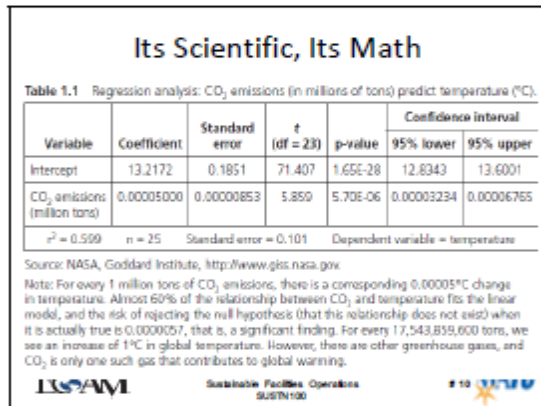 Its Scientific, Its Math
Table 1.1 Regression analysis: CO₂ emissions (in millions of tons) predict temperature (°C).
Confidence interval
Variable Coefficient Standard error t (df = 23) p-value 95% lower 95% upper
Intercept 13.2172 0.1851 71.407 1.65E-28 12.8343 13.6001
CO₂ emissions (million tons) 0.00005000 0.00000853 5.859 5.70E-06 0.00003234 0.00006765
r² = 0.599 n = 25 Standard error = 0.101 Dependent variable = temperature
Source: NASA, Goddard Institute, http://www.giss.nasa.gov
Note: For every 1 million tons of CO₂ emissions, there is a corresponding 0.00005°C change
in temperature. Almost 60% of the relationship between CO₂ and temperature fits the linear
model, and the risk of rejecting the null hypothesis (that this relationship does not exist) when
it is actually true is 0.0000057, that is, a significant finding. For every 17,543,859,600 tons, we
see an increase of 1°C in global temperature. However, there are other greenhouse gases, and
CO₂ is only one such gas that contributes to global warming.
Sustainable Facilities Operations
SUSTN100
# 10